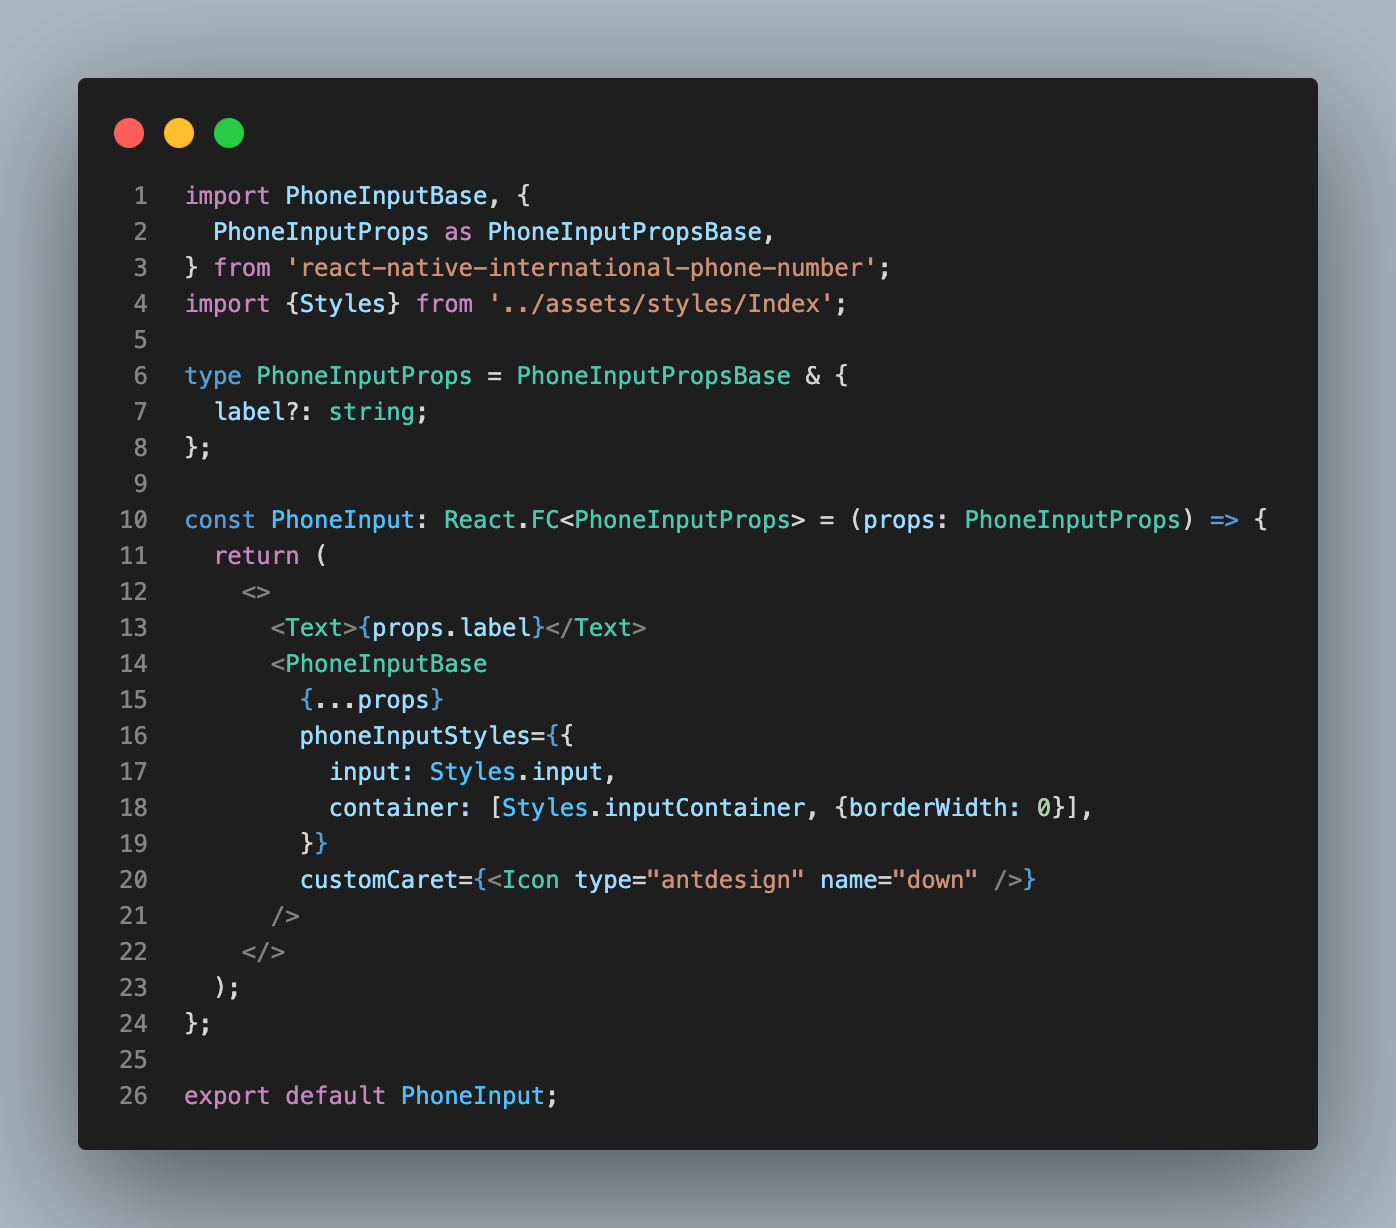 1 import PhoneInputBase, {
2   PhoneInputProps as PhoneInputPropsBase,
3 } from 'react-native-international-phone-number';
4 import {Styles} from '../assets/styles/Index';
5
6 type PhoneInputProps = PhoneInputPropsBase & {
7   label?: string;
8 };
9
10 const PhoneInput: React.FC<PhoneInputProps> = (props: PhoneInputProps) => {
11   return (
12     <>
13       <Text>{props.label}</Text>
14       <PhoneInputBase
15         {...props}
16         phoneInputStyles={{
17           input: Styles.input,
18           container: [Styles.inputContainer, {borderWidth: 0}],
19         }}
20         customCaret={<Icon type="antdesign" name="down" />}
21       />
22     </>
23   );
24 };
25
26 export default PhoneInput;